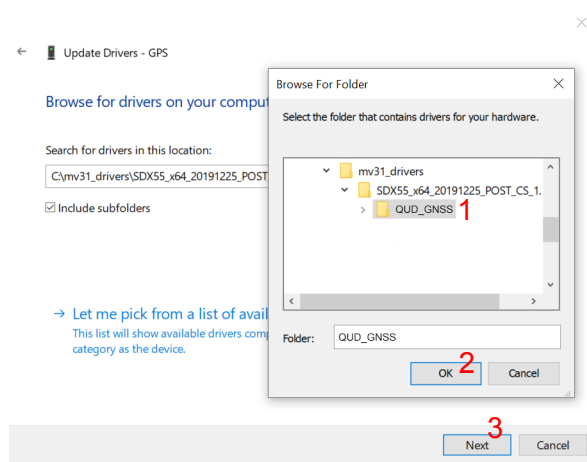 Update Drivers - GPS
Browse for drivers on your comput
Search for drivers in this location:
C:\mv31_drivers\SDX55_x64_20191225_POST
Include subfolders
→ Let me pick from a list of avail
This list will show available drivers comp
category as the device.
Browse For Folder
Select the folder that contains drivers for your hardware.
mv31_drivers
SDX55_x64_20191225_POST_CS_1.
QUD_GNSS 1
Folder: QUD_GNSS
2
OK Cancel
3
Next Cancel